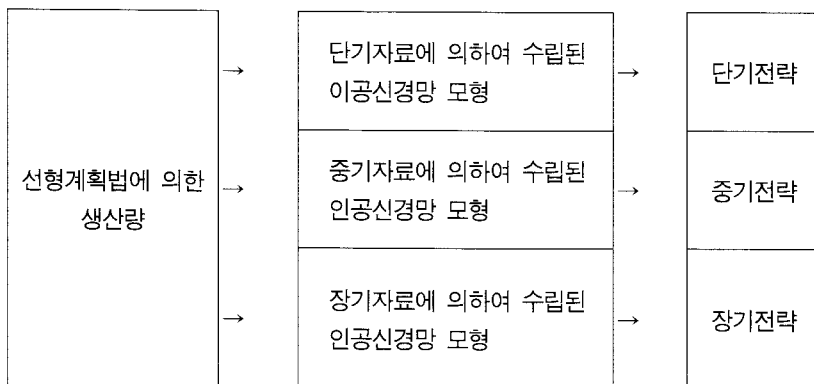 선형계획법에 의한
생산량
→
→
→
단기자료에 의하여 수립된
이공신경망 모형
→
단기전략
중기자료에 의하여 수립된
인공신경망 모형
→
중기전략
장기자료에 의하여 수립된
인공신경망 모형
→
장기전략